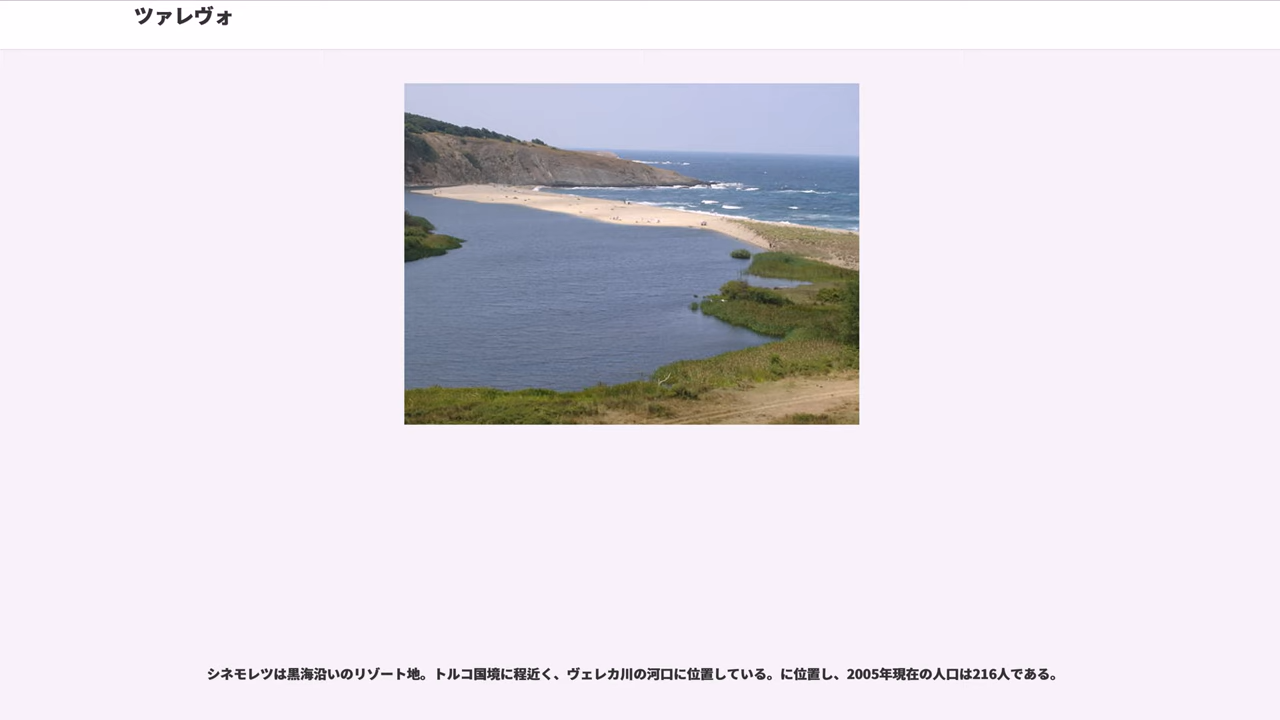 ツァレヴォ
シネモレツは黒海沿いのリゾート地。トルコ国境に程近く、ヴェレカ川の河口に位置している。に位置し、2005年現在の人口は216人である。